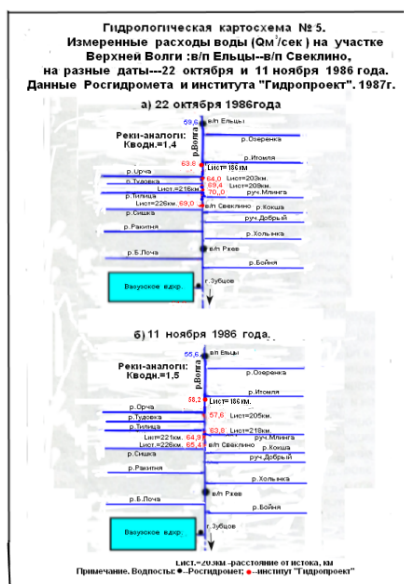 Гидрологическая картосхема № 5.
Измеренные расходы воды (Qм³/сек) на участке
Верхней Волги :в/п Ельцы--в/п Свеклино,
на разные даты---22 октября и 11 ноября 1986 года.
Данные Росгидромета и института "Гидропроект". 1987г.
а) 22 октября 1986года
59,6 в/п Ельцы
Реки-аналоги:
Кводн.=1,4
р.Волга
р.Озеренка
63.8 Lист=186км
р.Итомля
р.Орча
64,0 Lист=203км.
р.Тудовка
69,4 Lист=209км.
Lист.=218км
70,,0 руч.Млинга
р.Тилица
Lист=226км. 69,0 в/п Свеклино
р.Кокша
р.Сишка
руч.Добрый
р.Ракитня
р.Холынка
в/п Ржев
р.Б.Лоча
р.Бойня
г.Зубцов
Вазузское вдхр.
б) 11 ноября 1986 года.
55,6 в/п Ельцы
Реки-аналоги:
Кводн.=1,5
р.Волга
р.Озеренка
р.Итомля
58,2 Lист=186км.
р.Орча
р.Тудовка
57,6 Lист=205км.
р.Тилица
63,8 Lист=218км.
Lист=221км. 64,9
руч.Млинга
Lист=226км. 65,4 в/п Свеклино
р.Кокша
р.Сишка
руч.Добрый
р.Ракитня
р.Холынка
в/п Ржев
р.Б.Лоча
р.Бойня
г.Зубцов
Вазузское вдхр.
Lист.=203км -расстояние от истока, км
Примечание. Водпосты: ●--Росгидромет; ●--институт "Гидропроект"